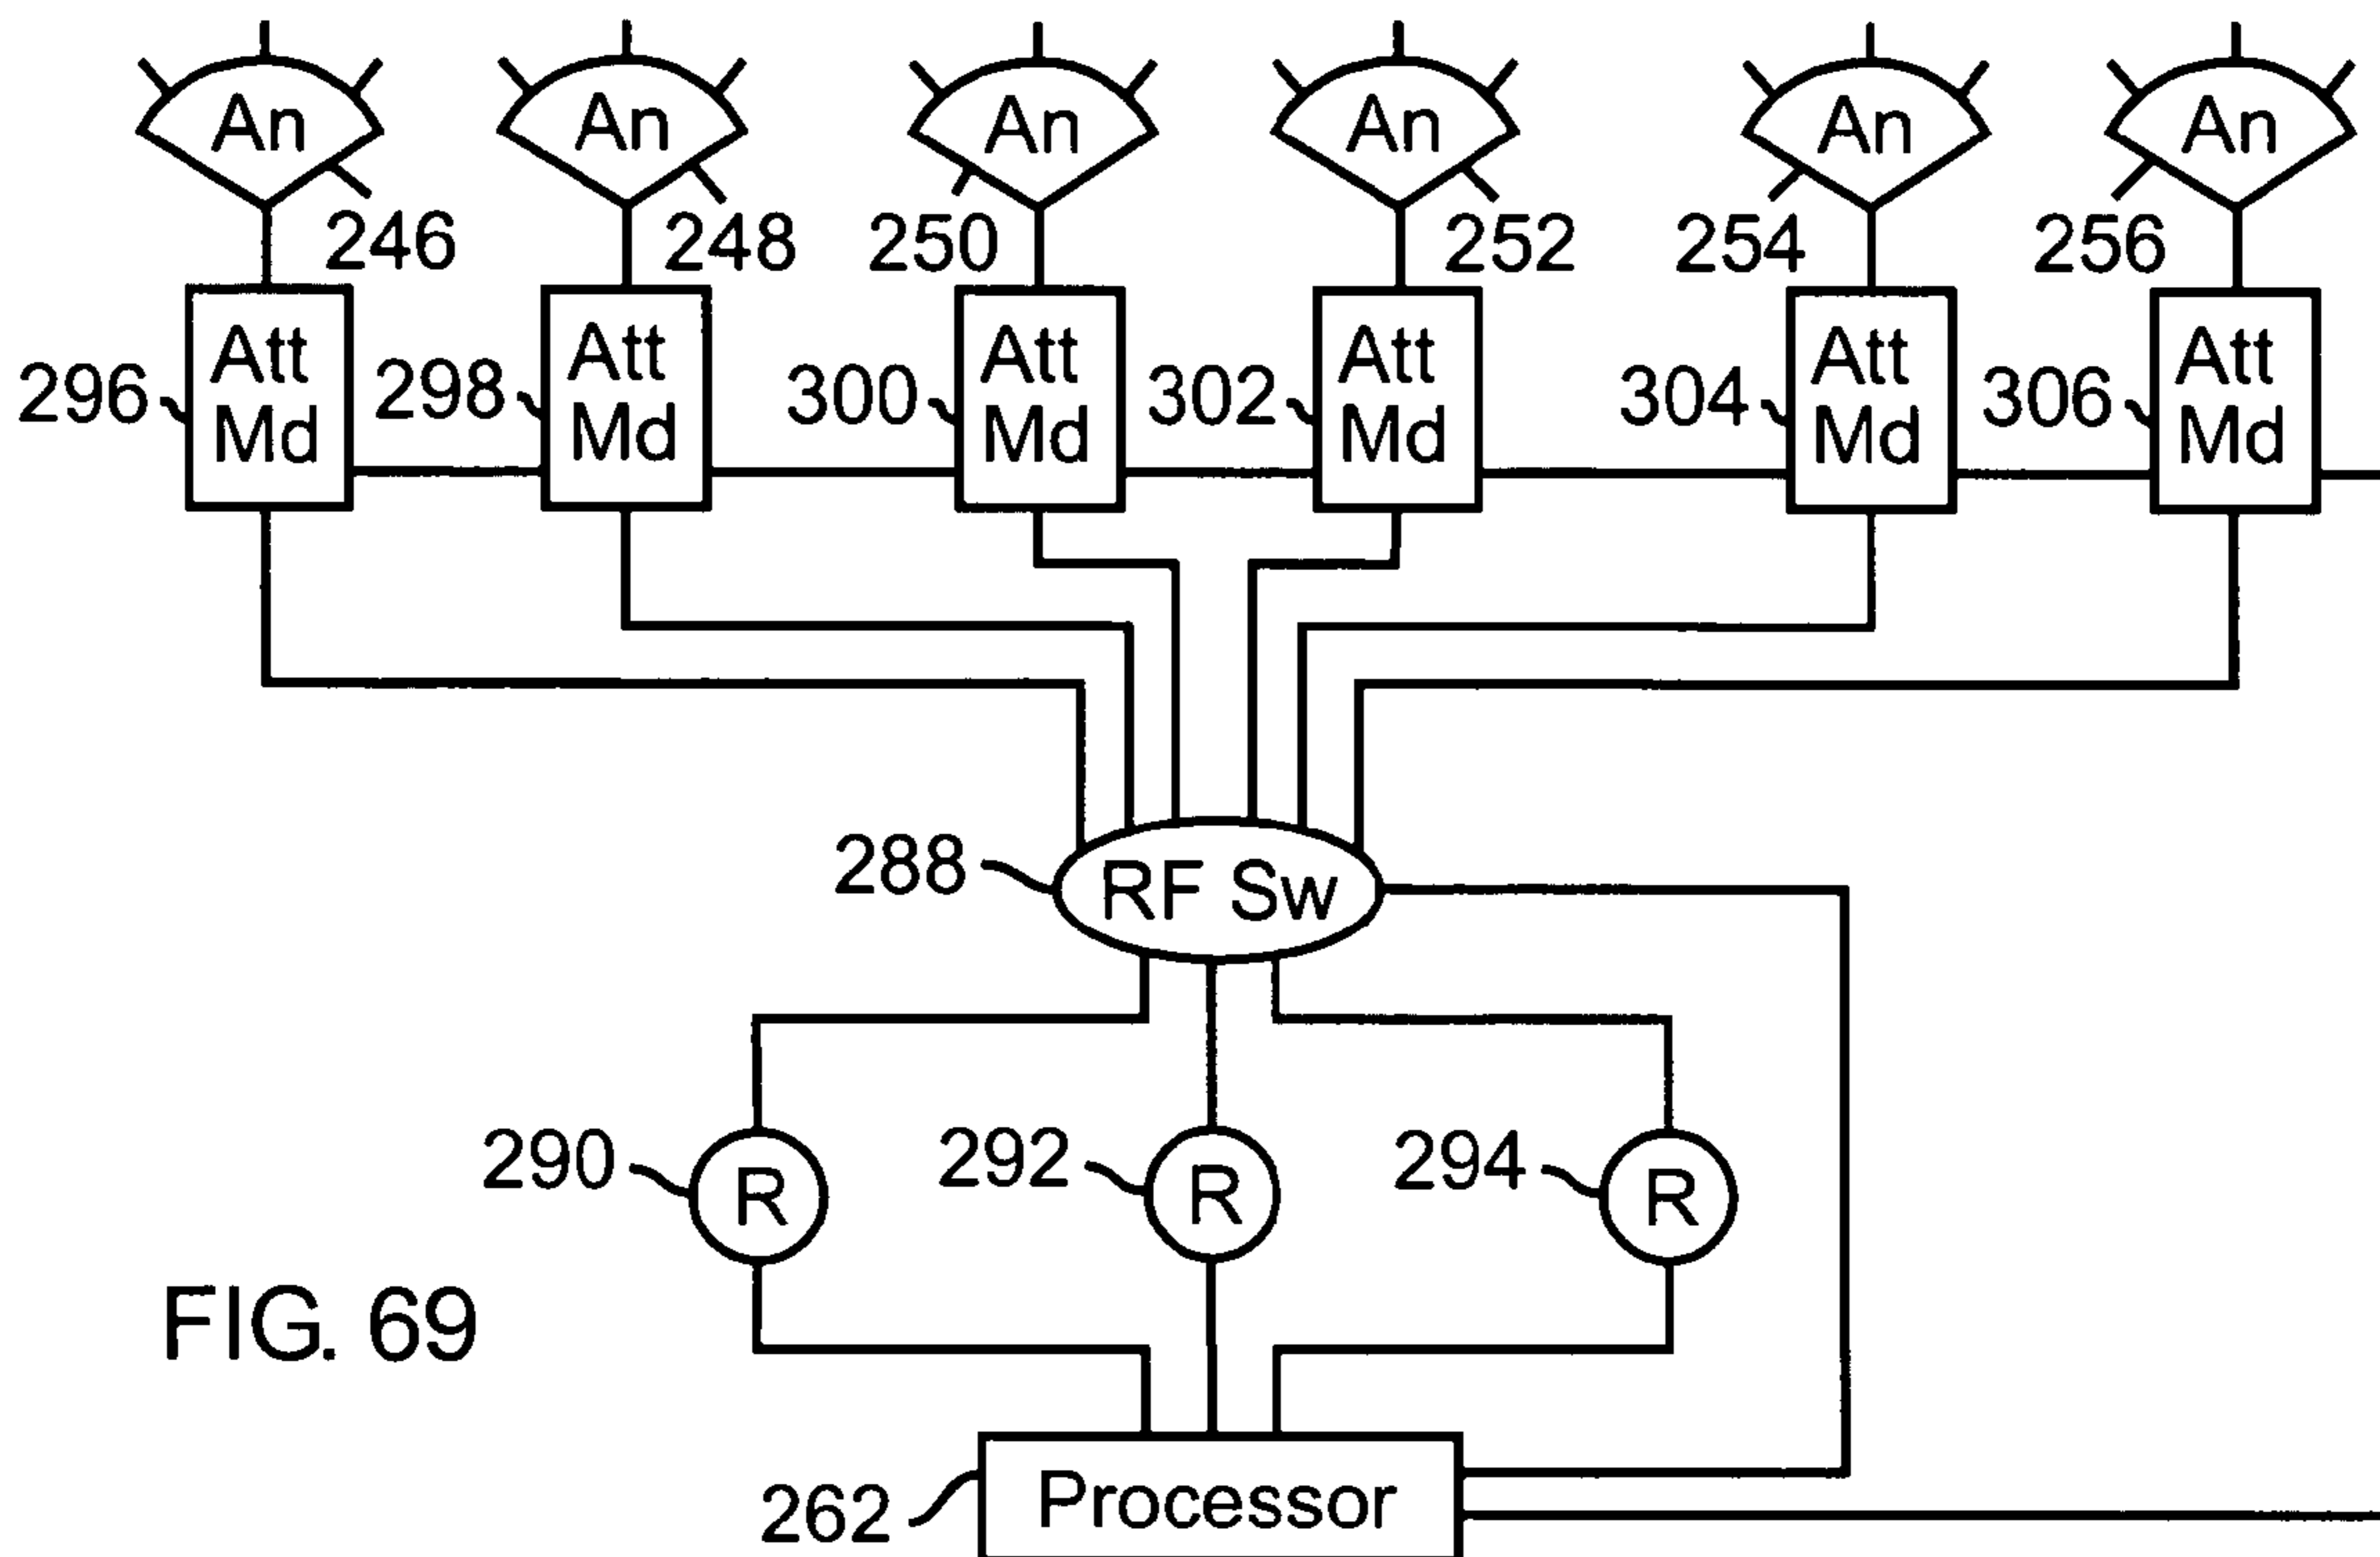 An An An An An An
246 248 250 252 254 256
Att Md Att Md Att Md Att Md Att Md Att Md
296 298 300 302 304 306
288 RF Sw
290 R 292 R 294 R
FIG. 69
262 Processor